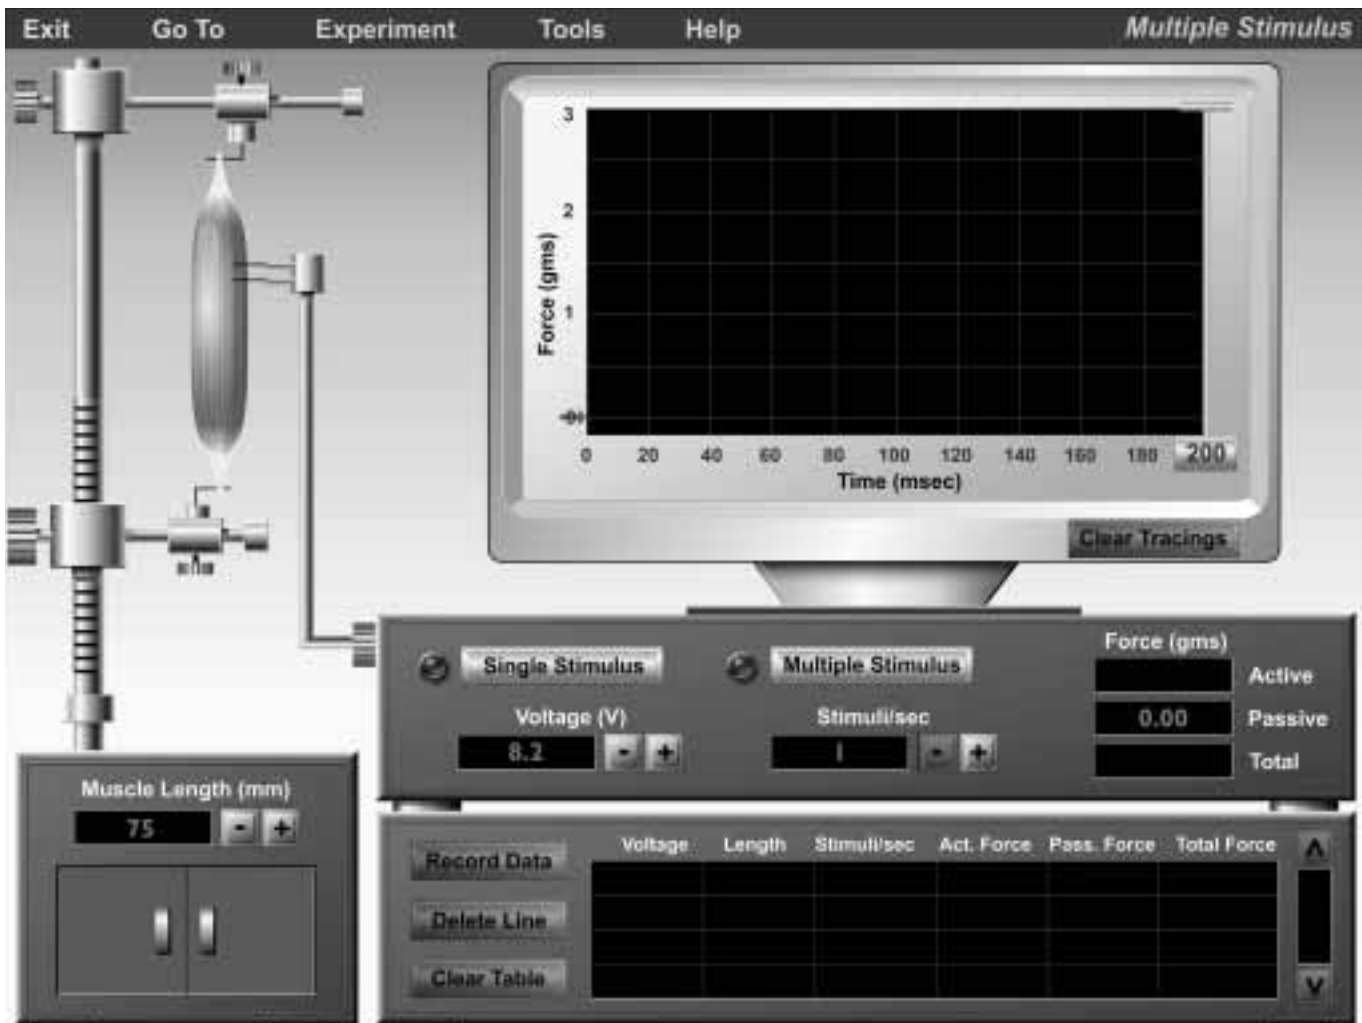 Exit Go To Experiment Tools Help Multiple Stimulus
3
2
1
0
Force (gms)
0 20 40 60 80 100 120 140 160 180 200
Time (msec)
Clear Tracings
Single Stimulus
Multiple Stimulus
Voltage (V)
8.2 - +
Stimuli/sec
1 - +
Force (gms)
Active
0.00 Passive
Total
Muscle Length (mm)
75 - +
Record Data
Delete Line
Clear Table
Voltage Length Stimuli/sec Act. Force Pass. Force Total Force